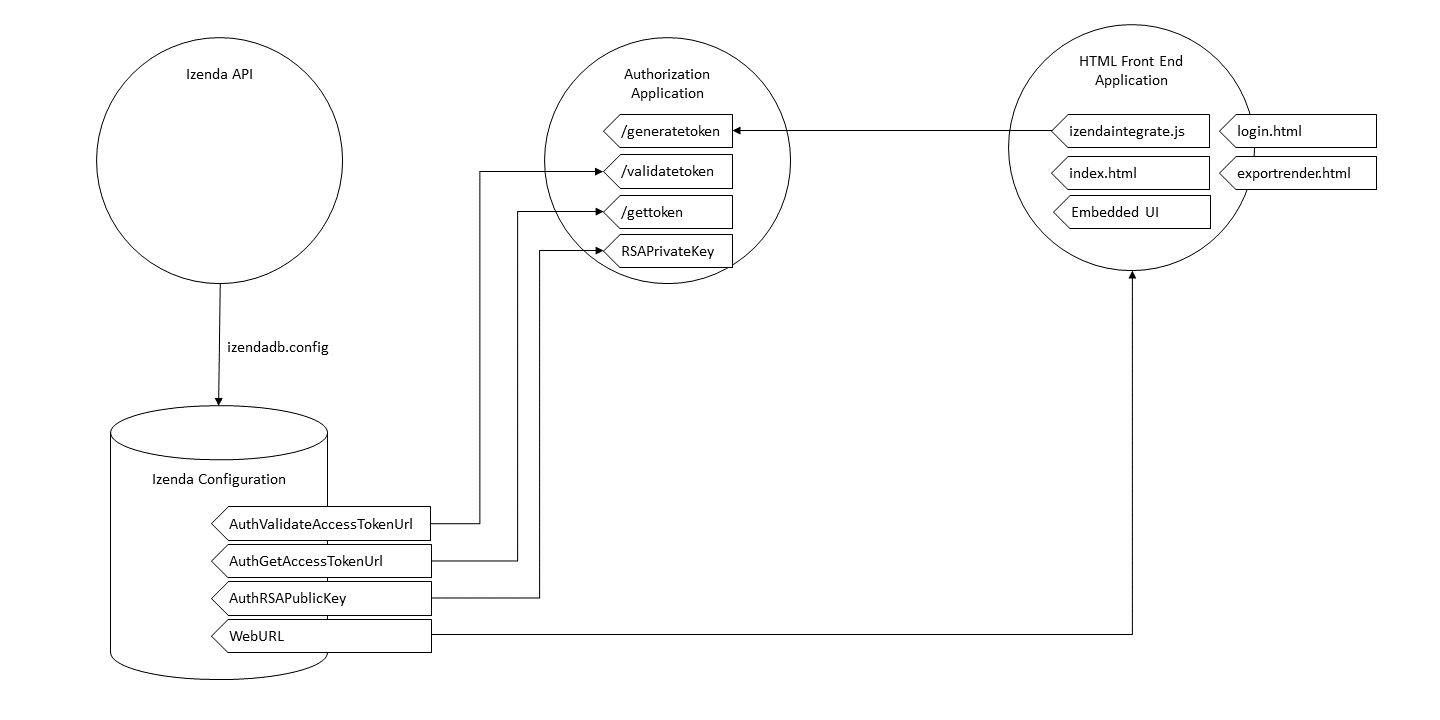 Izenda API
Authorization
Application
/generatetoken
/validatetoken
/gettoken
RSAPrivateKey
HTML Front End
Application
izendaintegrate.js
login.html
index.html
exportrender.html
Embedded UI
izendadb.config
Izenda Configuration
AuthValidateAccessTokenUrl
AuthGetAccessTokenUrl
AuthRSAPublicKey
WebURL